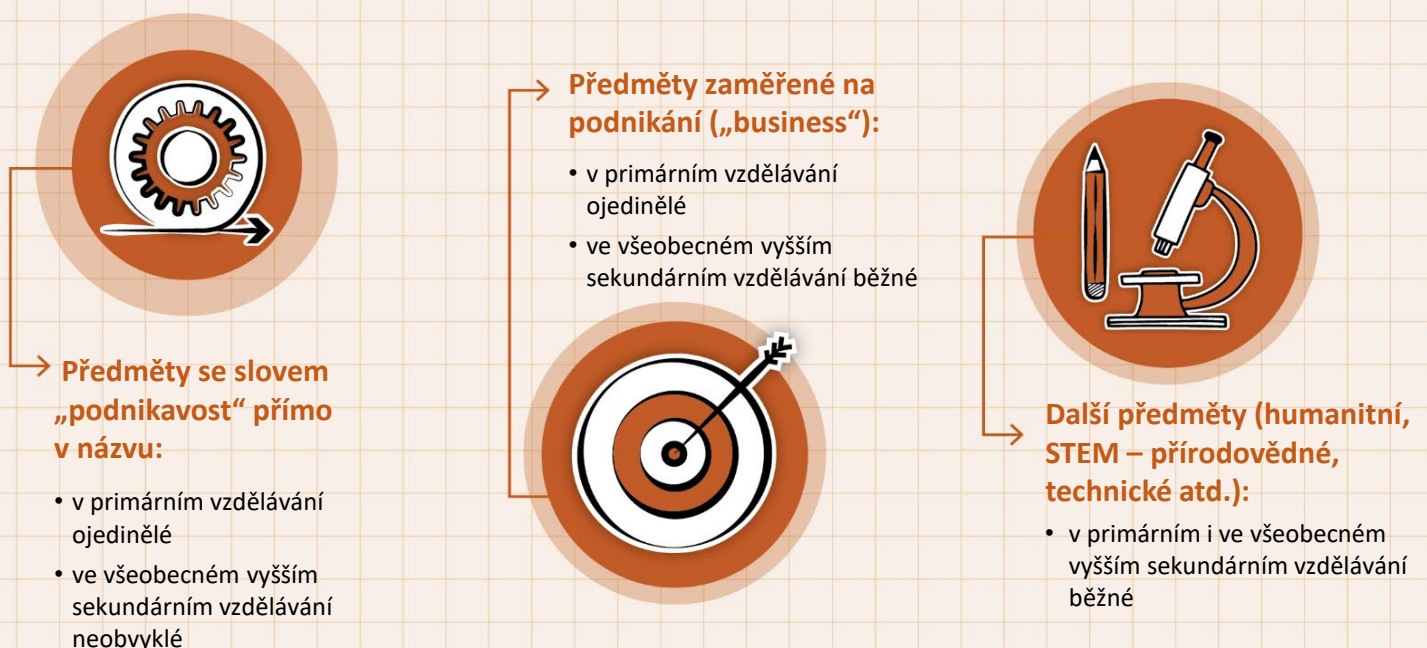 Předměty se slovem
„podnikavost“ přímo
v názvu:
• v primárním vzdělávání
ojedinělé
• ve všeobecném vyšším
sekundárním vzdělávání
neobvyklé
Předměty zaměřené na
podnikání („business“):
• v primárním vzdělávání
ojedinělé
• ve všeobecném vyšším
sekundárním vzdělávání běžné
Další předměty (humanitní,
STEM – přírodovědné,
technické atd.):
• v primárním i ve všeobecném
vyšším sekundárním vzdělávání
běžné